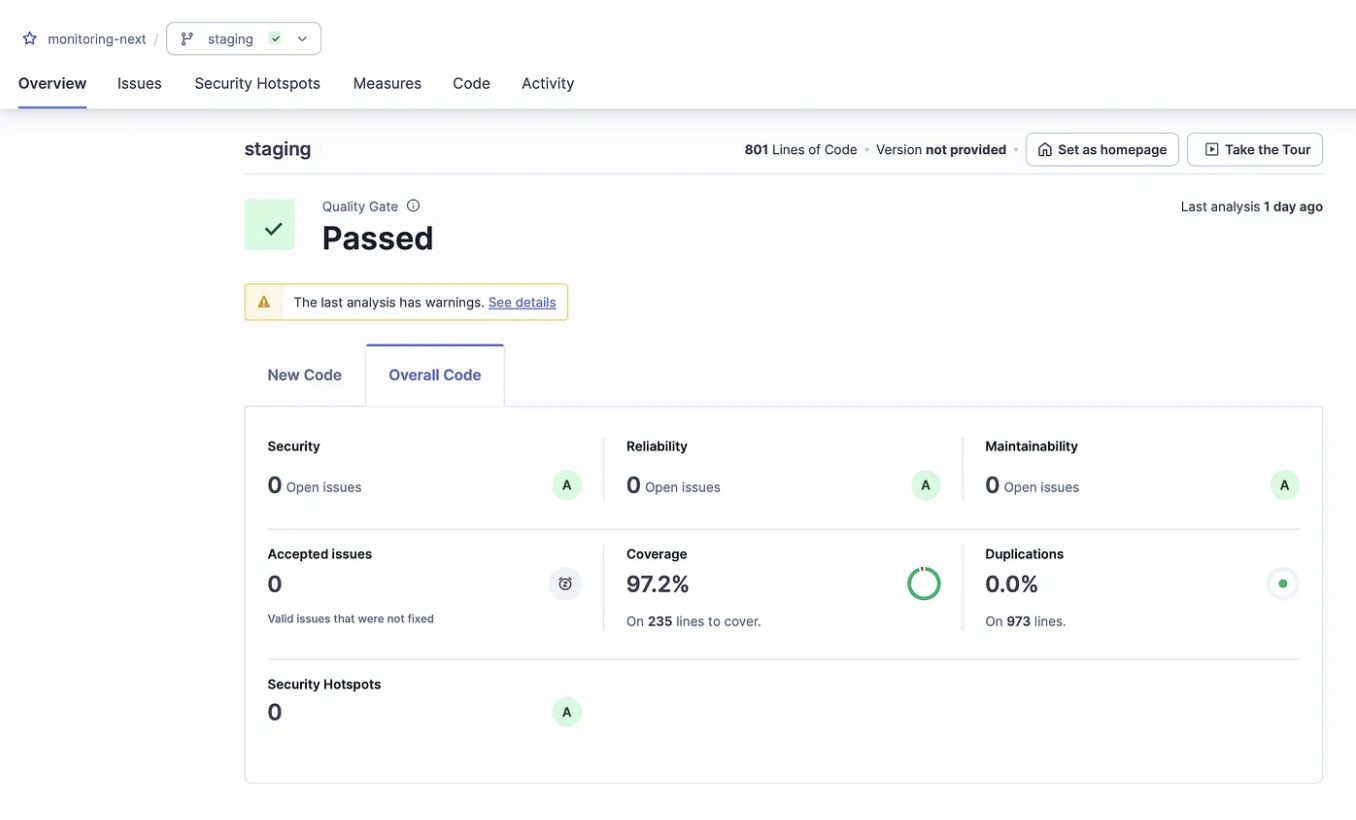 monitoring-next / staging
Overview Issues Security Hotspots Measures Code Activity
staging 801 Lines of Code • Version not provided • Set as homepage Take the Tour
Quality Gate Last analysis 1 day ago
Passed
The last analysis has warnings. See details
New Code Overall Code
Security Reliability Maintainability
0 Open issues A 0 Open issues A 0 Open issues A
Accepted issues Coverage Duplications
0 97.2% 0.0%
Valid issues that were not fixed On 235 lines to cover. On 973 lines.
Security Hotspots
0 A